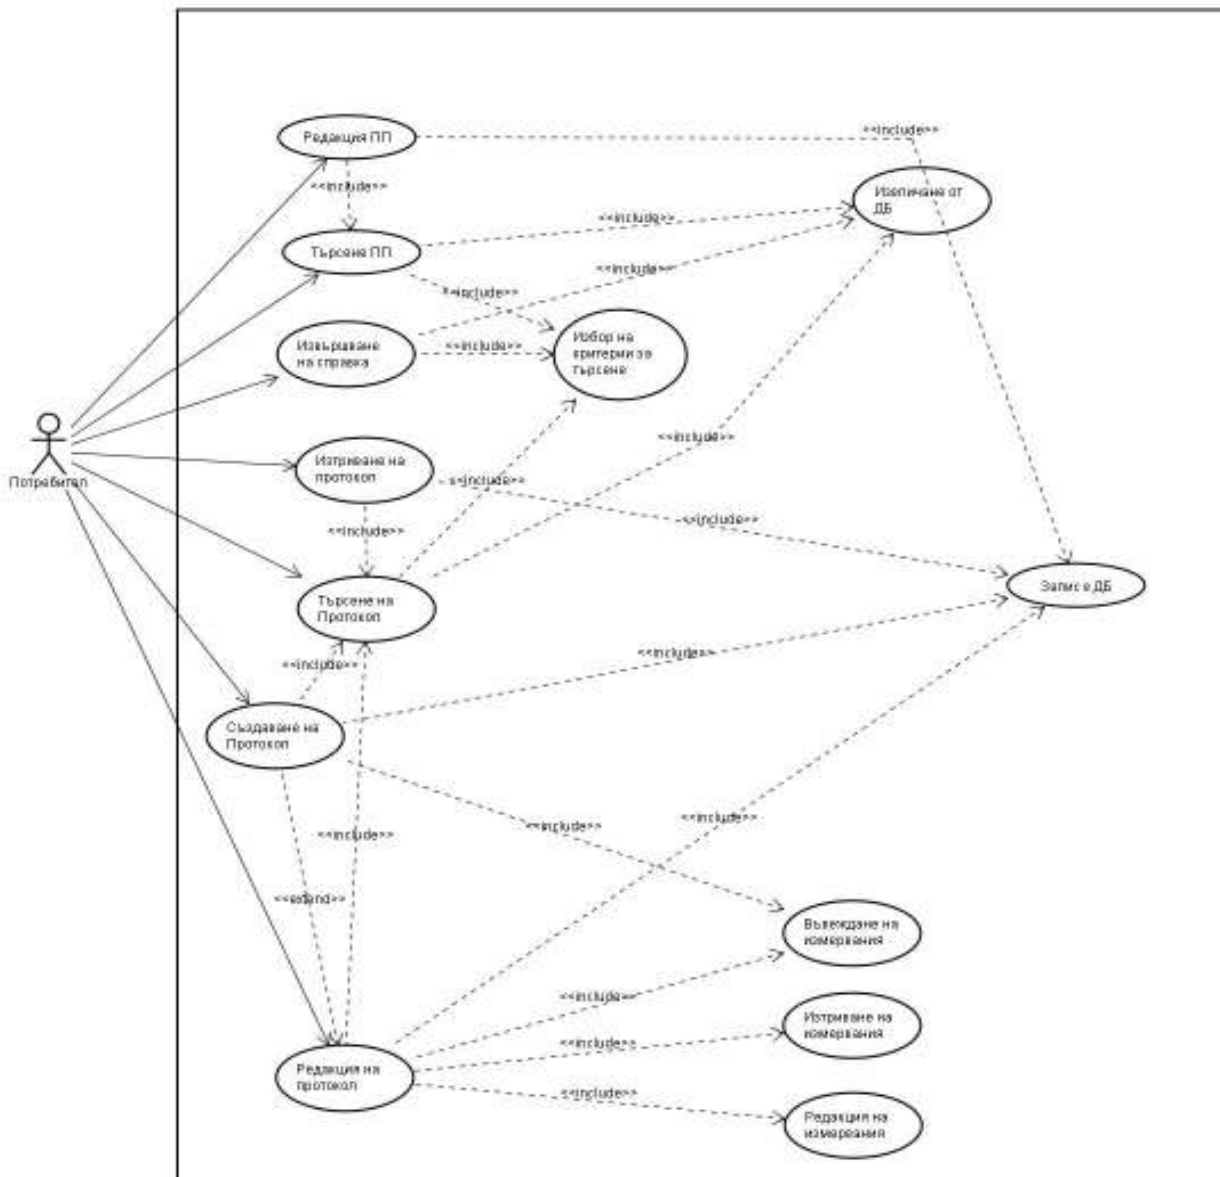 Редакция ПП
<<include>>
<<include>>
Извличане от
ДБ
<<include>>
Търсене ПП
<<include>>
<<include>>
Извършване
на справка
<<include>>
Избор на
критерии за
търсене
Потребител
Изтриване на
протокол
<<include>>
<<include>>
<<include>>
<<include>>
Търсене на
Протокол
Запис в ДБ
<<include>>
<<include>>
Създаване на
Протокол
<<include>>
<<include>>
<<include>>
<<extend>>
Въвеждане на
измервания
<<include>>
Изтриване на
измервания
<<include>>
Редакция на
протокол
<<include>>
Редакция на
измервания